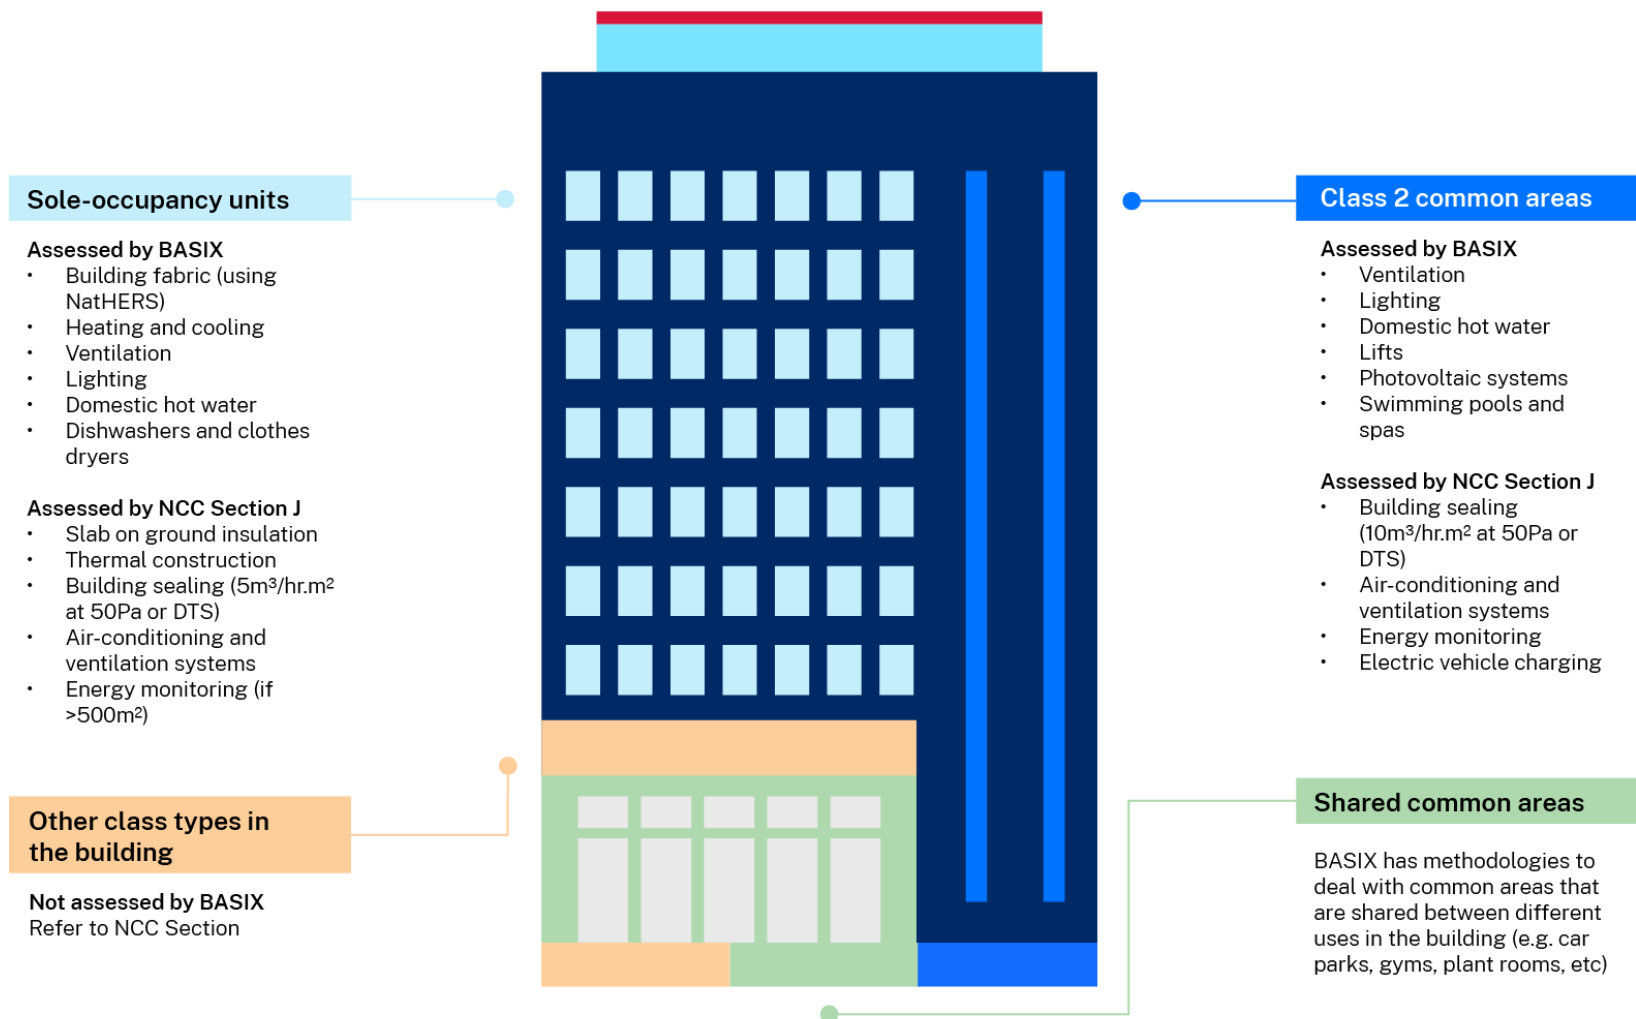 Sole-occupancy units
Assessed by BASIX
• Building fabric (using
NatHERS)
• Heating and cooling
• Ventilation
• Lighting
• Domestic hot water
• Dishwashers and clothes
dryers
Assessed by NCC Section J
• Slab on ground insulation
• Thermal construction
• Building sealing (5m³/hr.m²
at 50Pa or DTS)
• Air-conditioning and
ventilation systems
• Energy monitoring (if
>500m²)
Other class types in
the building
Not assessed by BASIX
Refer to NCC Section
Class 2 common areas
Assessed by BASIX
• Ventilation
• Lighting
• Domestic hot water
• Lifts
• Photovoltaic systems
• Swimming pools and
spas
Assessed by NCC Section J
• Building sealing
(10m³/hr.m² at 50Pa or
DTS)
• Air-conditioning and
ventilation systems
• Energy monitoring
• Electric vehicle charging
Shared common areas
BASIX has methodologies to
deal with common areas that
are shared between different
uses in the building (e.g. car
parks, gyms, plant rooms, etc)